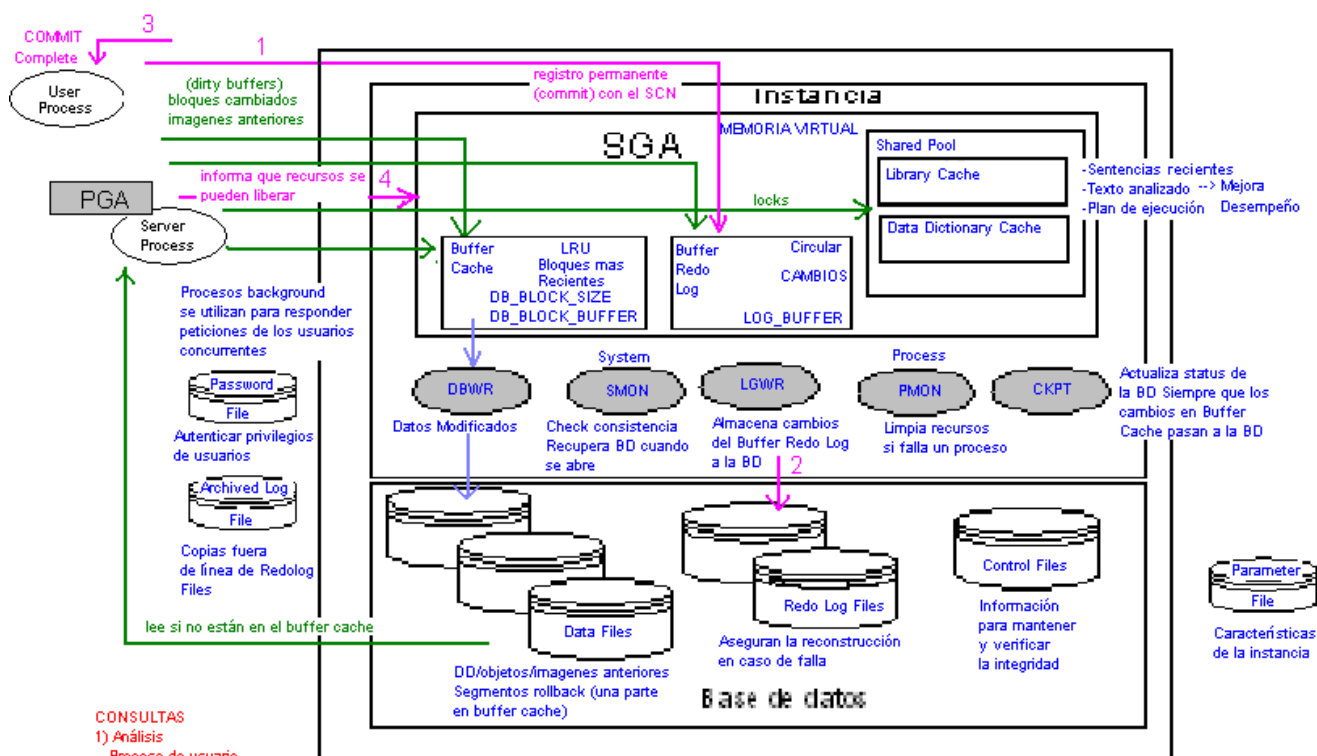 3
COMMIT
Complete
1
User
Process
(dirty buffers)
bloques cambiados
imagenes anteriores
registro permanente
(commit) con el SCN
Instancia
SGA
MEMORIA VIRTUAL
Shared Pool
Library Cache
Data Dictionary Cache
-Sentencias recientes
-Texto analizado --> Mejora
-Plan de ejecución Desempeño
informa que recursos se
pueden liberar
4
PGA
Server
Process
locks
Buffer
Cache
LRU
Bloques mas
Recientes
DB_BLOCK_SIZE
DB_BLOCK_BUFFER
Buffer
Redo
Log
Circular
CAMBIOS
LOG_BUFFER
Procesos background
se utilizan para responder
peticiones de los usuarios
concurrentes
Password
File
Autenticar privilegios
de usuarios
Archived Log
File
Copias fuera
de línea de Redolog
Files
DBWR
Datos Modificados
System
SMON
Check consistencia
Recupera BD cuando
se abre
LGWR
Almacena cambios
del Buffer Redo Log
a la BD
2
Process
PMON
Limpia recursos
si falla un proceso
CKPT
Actualiza status de
la BD Siempre que los
cambios en Buffer
Cache pasan a la BD
lee si no están en el buffer cache
Data Files
DD/objetos/imagenes anteriores
Segmentos rollback (una parte
en buffer cache)
Redo Log Files
Aseguran la reconstrucción
en caso de falla
Control Files
Información
para mantener
y verificar
la integridad
Base de datos
Parameter
File
Características
de la instancia
CONSULTAS
1) Análisis
Proceso de usuario